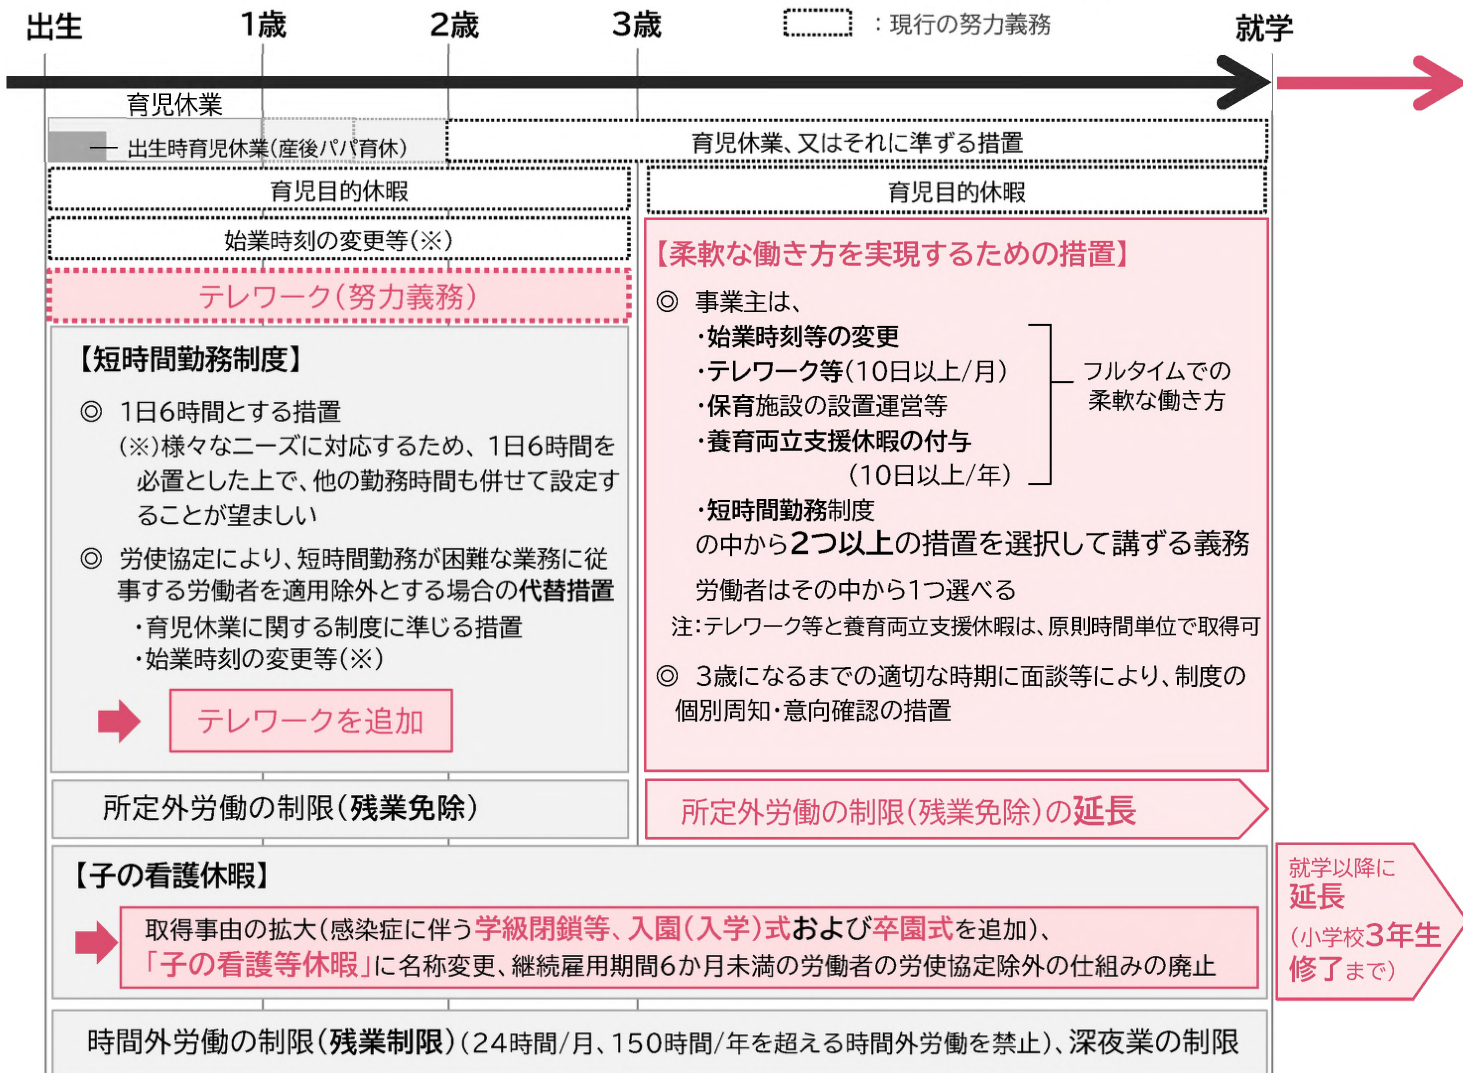 出生
1歳
2歳
3歳
：現行の努力義務
就学
育児休業
出生時育児休業(産後パパ育休)
育児休業、又はそれに準ずる措置
育児目的休暇
育児目的休暇
始業時刻の変更等(※)
テレワーク(努力義務)
【短時間勤務制度】
◎ 1日6時間とする措置
(※)様々なニーズに対応するため、1日6時間を
必置とした上で、他の勤務時間も併せて設定す
ることが望ましい
◎ 労使協定により、短時間勤務が困難な業務に従
事する労働者を適用除外とする場合の代替措置
・育児休業に関する制度に準じる措置
・始業時刻の変更等(※)
テレワークを追加
【柔軟な働き方を実現するための措置】
◎ 事業主は、
・始業時刻等の変更
・テレワーク等(10日以上/月)
・保育施設の設置運営等
・養育両立支援休暇の付与
(10日以上/年)
フルタイムでの
柔軟な働き方
・短時間勤務制度
の中から2つ以上の措置を選択して講ずる義務
労働者はその中から1つ選べる
注：テレワーク等と養育両立支援休暇は、原則時間単位で取得可
◎ 3歳になるまでの適切な時期に面談等により、制度の
個別周知・意向確認の措置
所定外労働の制限(残業免除)
所定外労働の制限(残業免除)の延長
【子の看護休暇】
取得事由の拡大(感染症に伴う学級閉鎖等、入園(入学)式および卒園式を追加)、
「子の看護等休暇」に名称変更、継続雇用期間6か月未満の労働者の労使協定除外の仕組みの廃止
就学以降に
延長
(小学校3年生
修了まで)
時間外労働の制限(残業制限)(24時間/月、150時間/年を超える時間外労働を禁止)、深夜業の制限